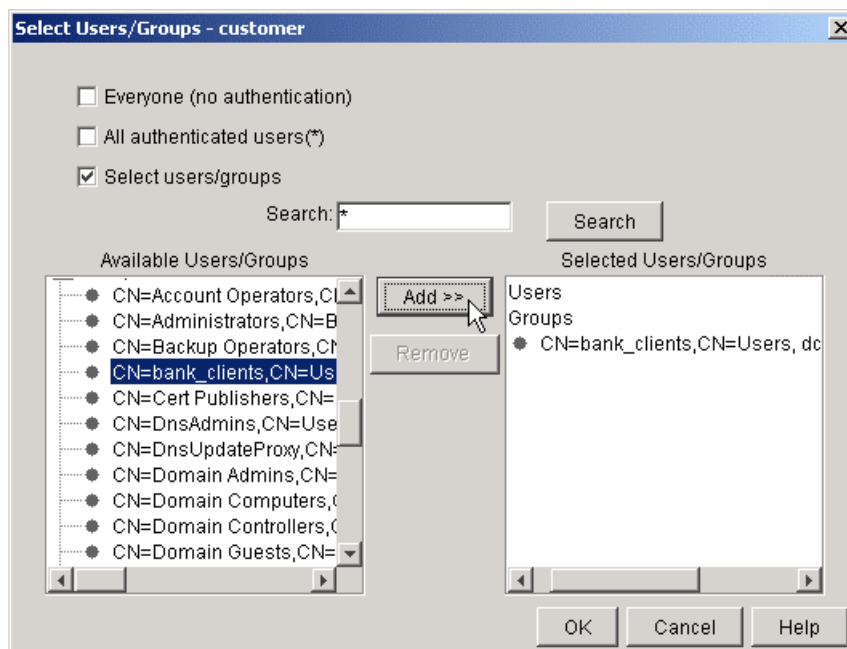 Select Users/Groups - customer
Everyone (no authentication)
All authenticated users(*)
Select users/groups
Search: *
Search
Available Users/Groups
Selected Users/Groups
CN=Account Operators,C
CN=Administrators,CN=B
CN=Backup Operators,CN
CN=bank_clients,CN=Us
CN=Cert Publishers,CN=
CN=DnsAdmins,CN=Use
CN=DnsUpdateProxy,CN=
CN=Domain Admins,CN=
CN=Domain Computers,
CN=Domain Controllers,
CN=Domain Guests,CN=
Add >>
Remove
Users
Groups
CN=bank_clients,CN=Users, dc
OK
Cancel
Help